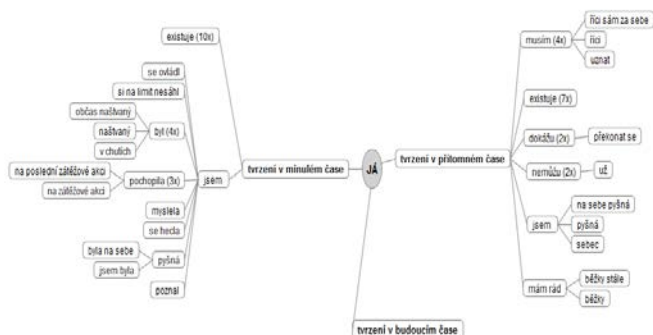 existuje (10x)
se ovládl
si na limit nesáhl
občas naštvaný
naštvaný
v chutích
byl (4x)
na poslední zátěžové akci
na zátěžové akci
pochopila (3x)
myslela
se hecla
byla na sebe
jsem byla
pyšná
poznal
jsem
tvrzení v minulém čase
JÁ
tvrzení v přítomném čase
musím (4x)
říci sám za sebe
říci
uznat
existuje (7x)
dokážu (2x)
překonat se
nemůžu (2x)
už
jsem
na sebe pyšná
pyšná
sebec
mám rád
běžky stále
běžky
tvrzení v budoucím čase